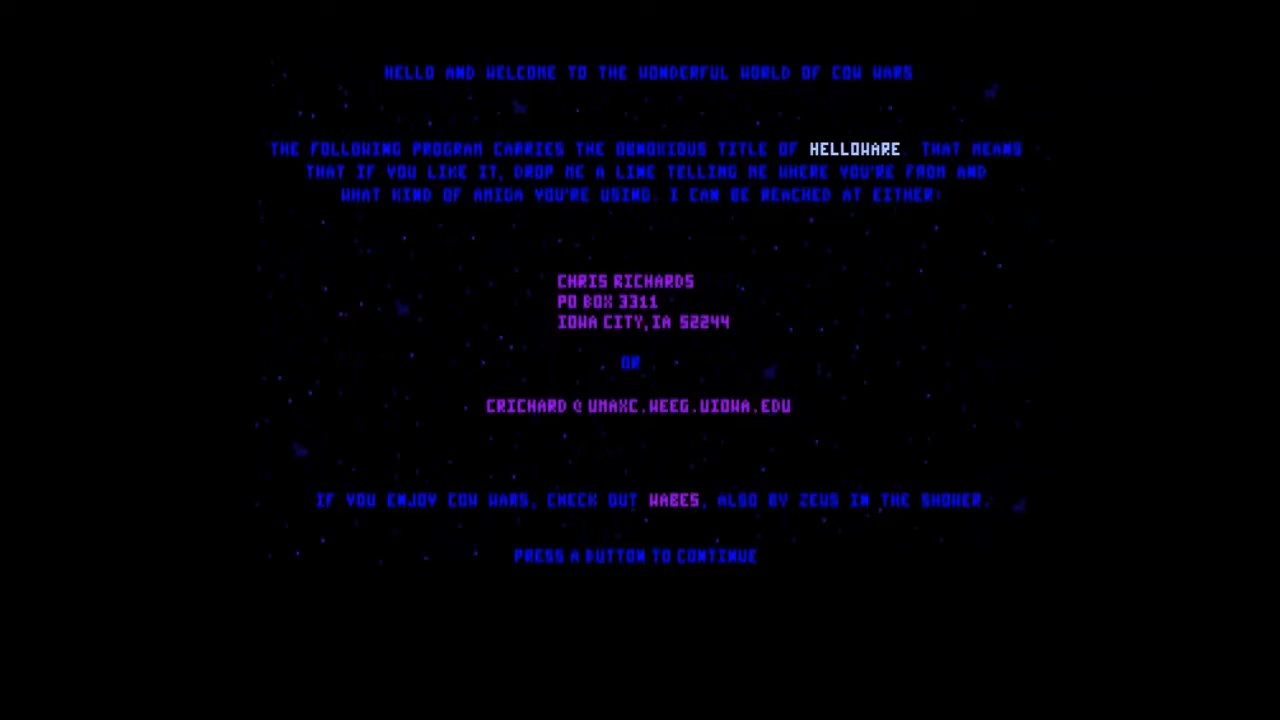 HELLO AND WELCOME TO THE WONDERFUL WORLD OF COW WARS
THE FOLLOWING PROGRAM CARRIES THE OBNOXIOUS TITLE OF HELLOWARE. THAT MEANS
THAT IF YOU LIKE IT, DROP ME A LINE TELLING ME WHERE YOU'RE FROM AND
WHAT KIND OF AMIGA YOU'RE USING. I CAN BE REACHED AT EITHER:
CHRIS RICHARDS
PO BOX 3311
IOWA CITY,IA 52244
OR
CRICHARD @ UMAXC.WEEG.UIOWA.EDU
IF YOU ENJOY COW WARS, CHECK OUT WABES, ALSO BY ZEUS IN THE SHOWER.
PRESS A BUTTON TO CONTINUE